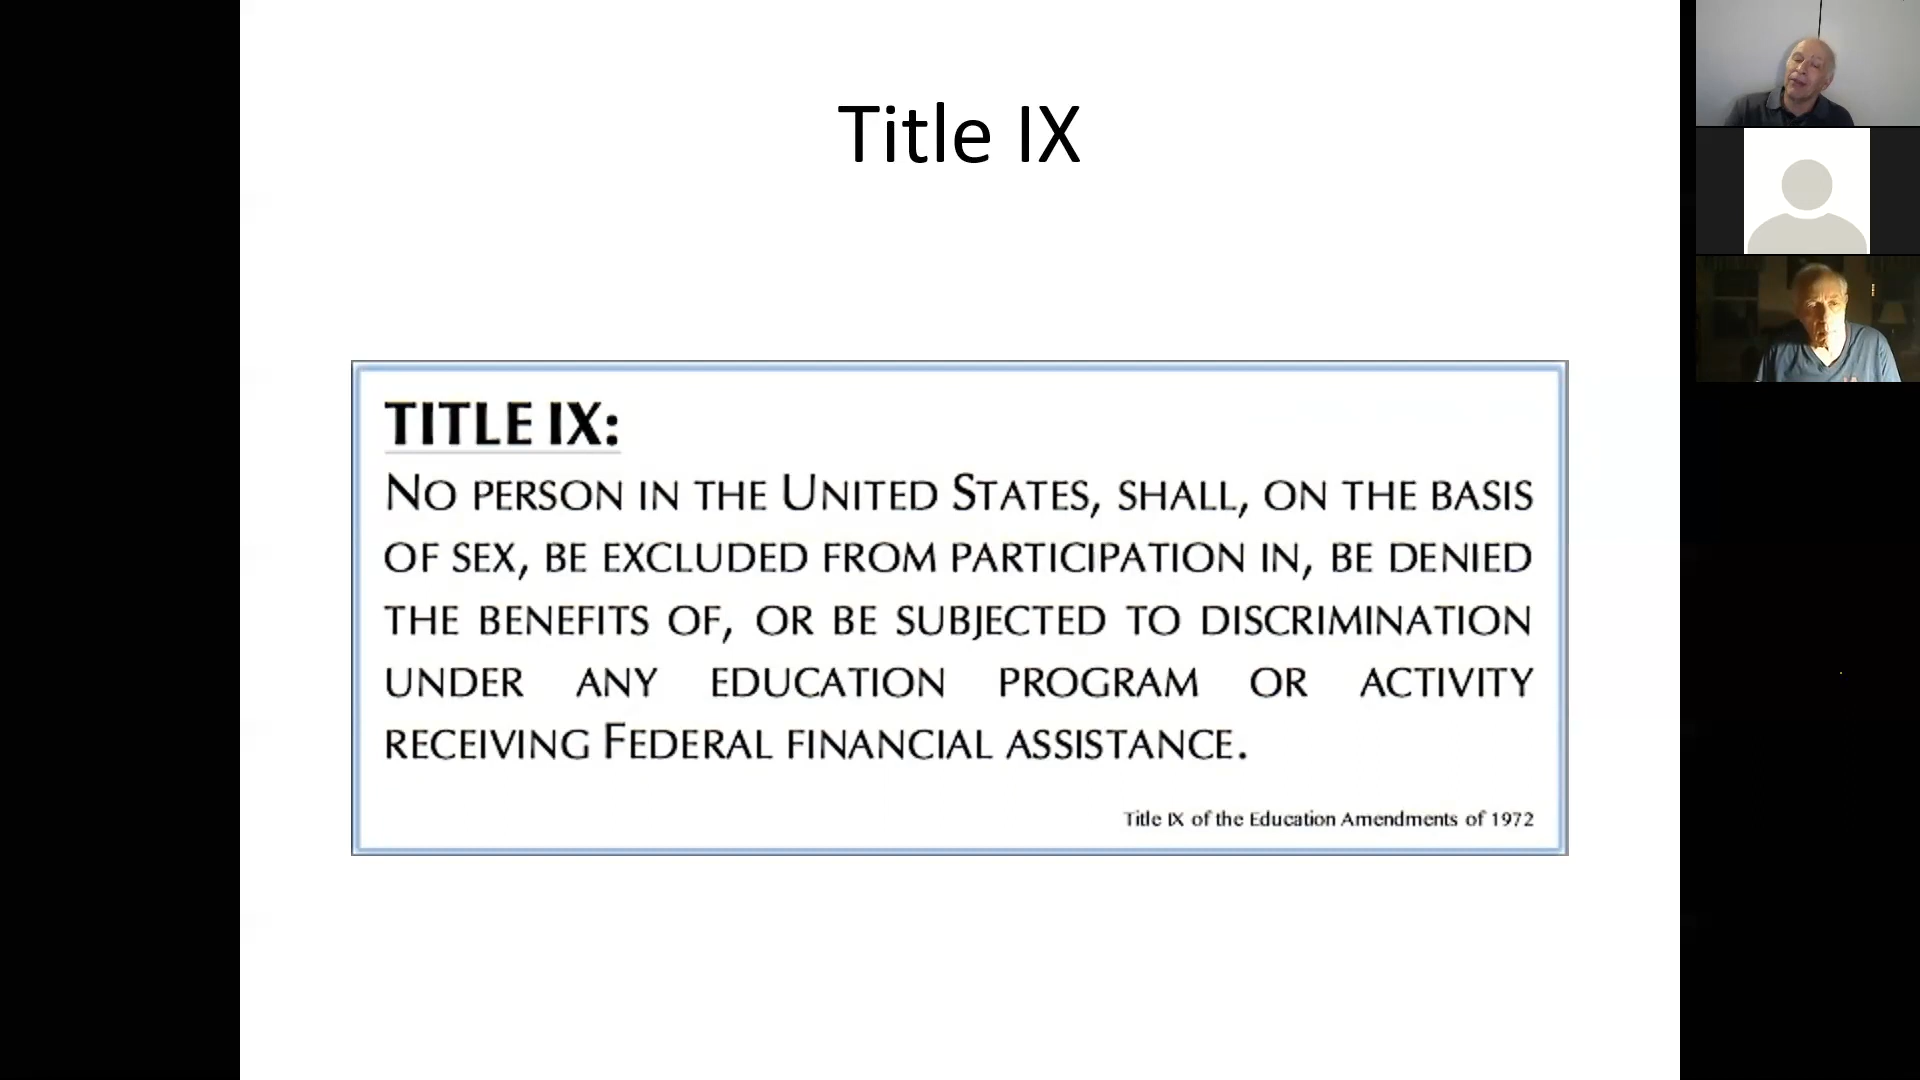 Title IX
TITLE IX:
NO PERSON IN THE UNITED STATES, SHALL, ON THE BASIS
OF SEX, BE EXCLUDED FROM PARTICIPATION IN, BE DENIED
THE BENEFITS OF, OR BE SUBJECTED TO DISCRIMINATION
UNDER ANY EDUCATION PROGRAM OR ACTIVITY
RECEIVING FEDERAL FINANCIAL ASSISTANCE.
Title IX of the Education Amendments of 1972